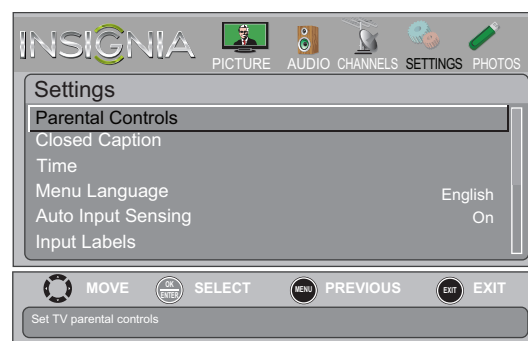 INSIGNIA
PICTURE AUDIO CHANNELS SETTINGS PHOTOS
Settings
Parental Controls
Closed Caption
Time
Menu Language English
Auto Input Sensing On
Input Labels
MOVE OK ENTER SELECT MENU PREVIOUS EXIT EXIT
Set TV parental controls